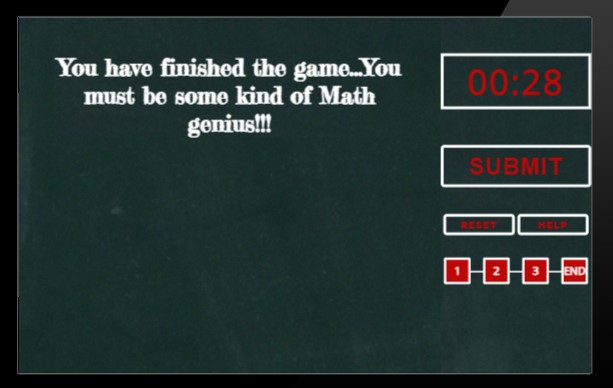 You have finished the game...You
must be some kind of Math
genius!!!
00:28
SUBMIT
RESET HELP
1 2 3 END